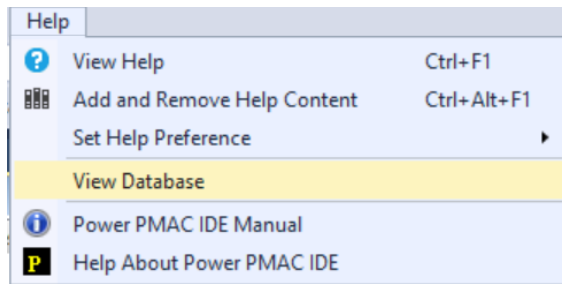 Help
View Help Ctrl+F1
Add and Remove Help Content Ctrl+Alt+F1
Set Help Preference
View Database
Power PMAC IDE Manual
P Help About Power PMAC IDE